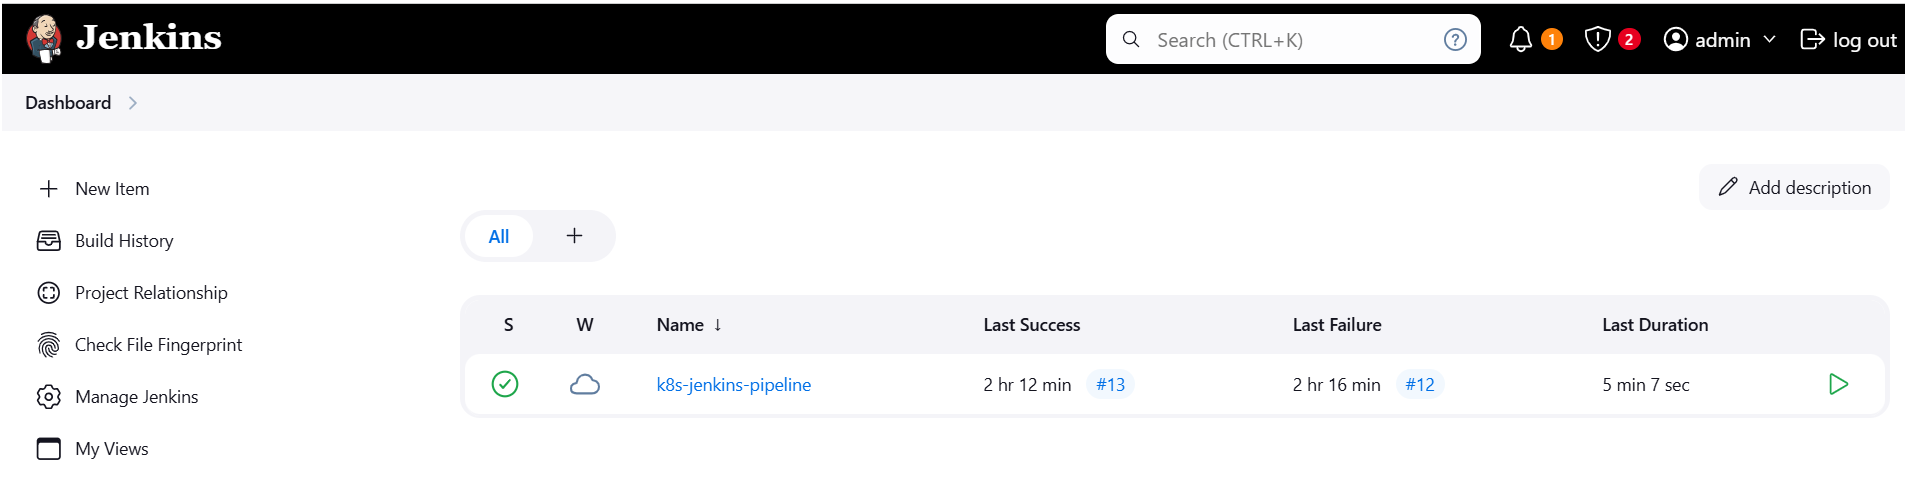 Jenkins
Search (CTRL+K)
?
1
2
admin
log out
Dashboard
New Item
Build History
Project Relationship
Check File Fingerprint
Manage Jenkins
My Views
Add description
All
S W Name ↓ Last Success Last Failure Last Duration
k8s-jenkins-pipeline 2 hr 12 min #13 2 hr 16 min #12 5 min 7 sec